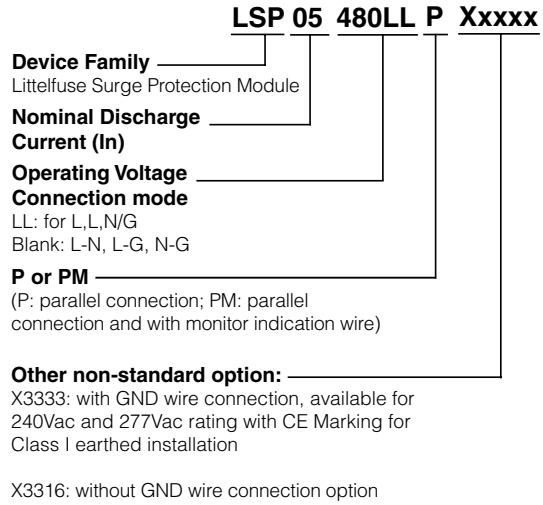 LSP 05 480LL P Xxxxx
Device Family
Littelfuse Surge Protection Module
Nominal Discharge
Current (In)
Operating Voltage
Connection mode
LL: for L,L,N/G
Blank: L-N, L-G, N-G
P or PM
(P: parallel connection; PM: parallel
connection and with monitor indication wire)
Other non-standard option:
X3333: with GND wire connection, available for
240Vac and 277Vac rating with CE Marking for
Class I earthed installation
X3316: without GND wire connection option